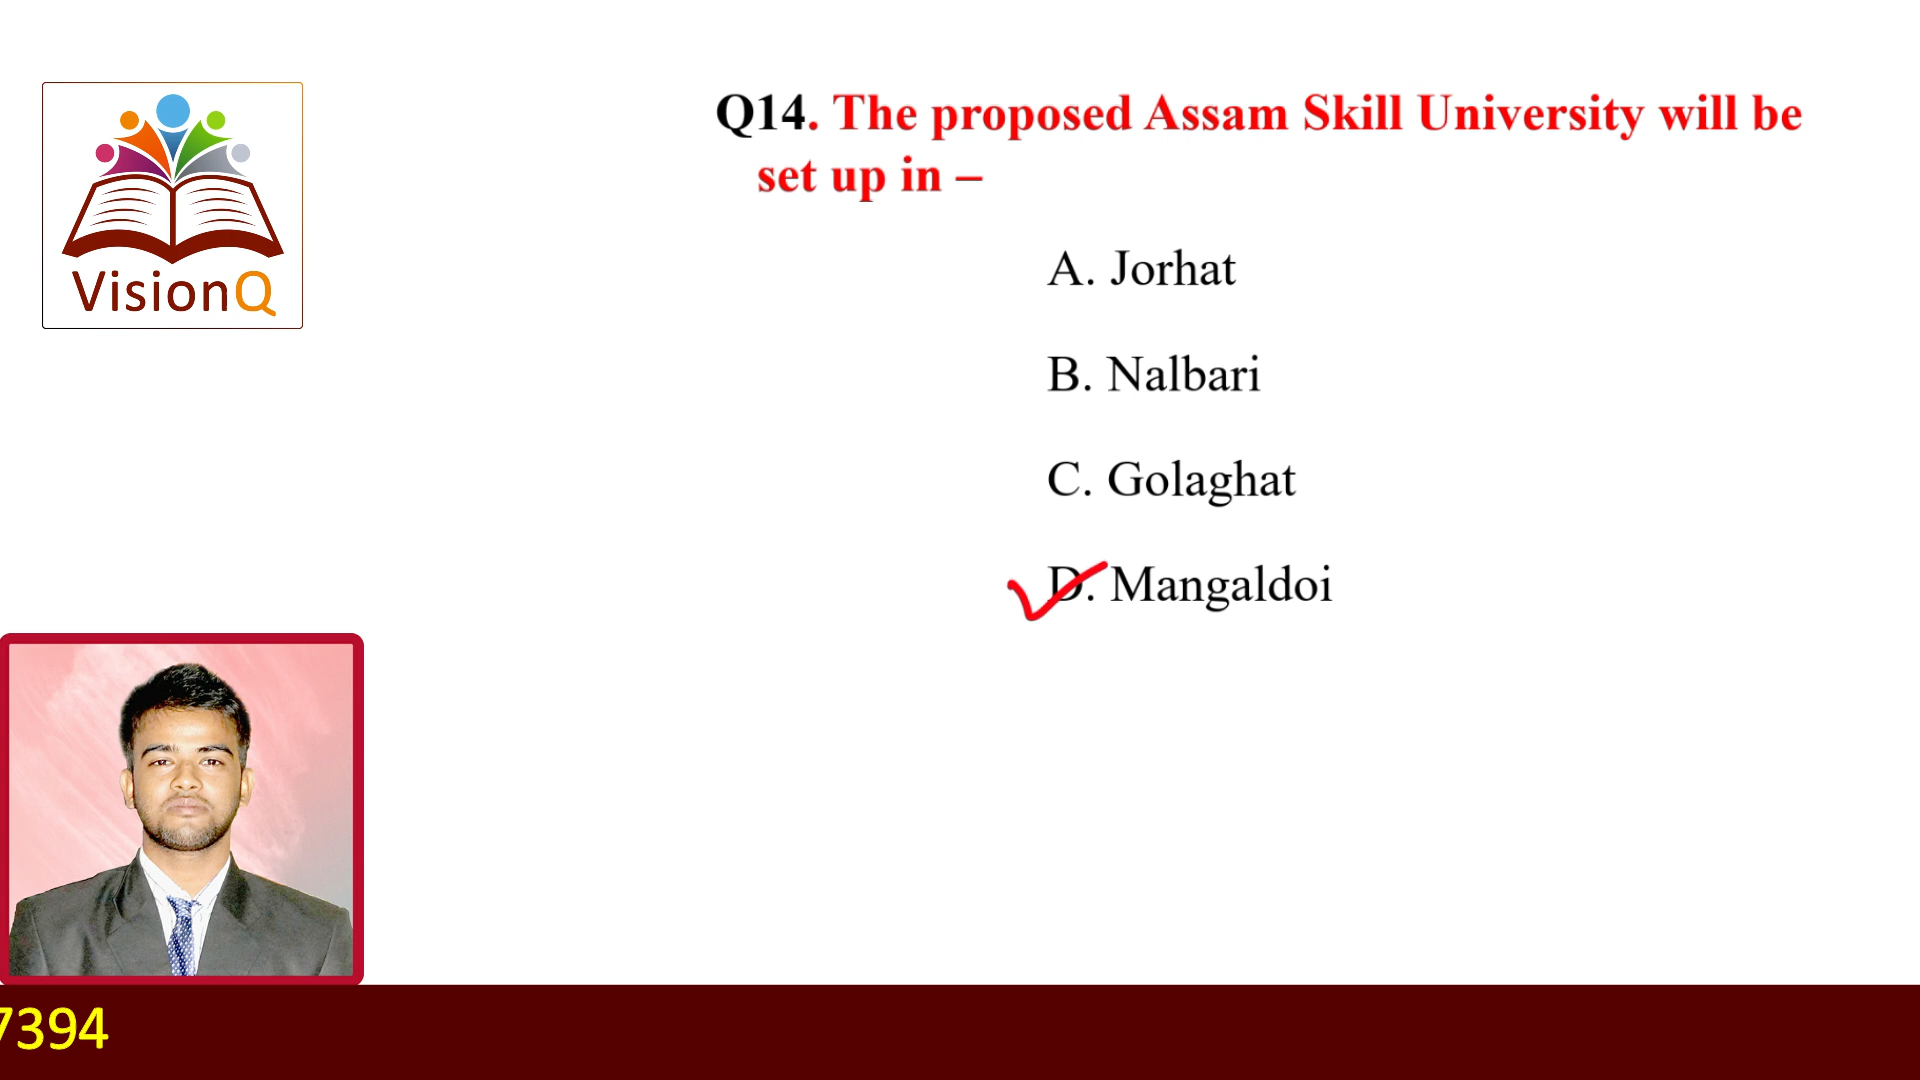 VisionQ
Q14. The proposed Assam Skill University will be
set up in –
A. Jorhat
B. Nalbari
C. Golaghat
D. Mangaldoi
7394